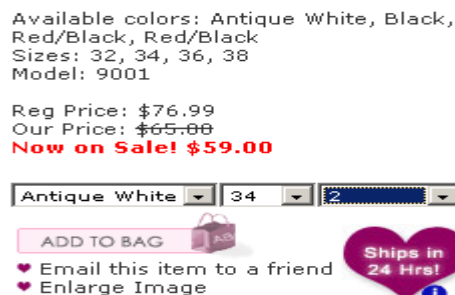 Available colors: Antique White, Black,
Red/Black, Red/Black
Sizes: 32, 34, 36, 38
Model: 9001
Reg Price: $76.99
Our Price: $65.00
Now on Sale! $59.00
Antique White 34 2
ADD TO BAG
Ships in
24 Hrs!
Email this item to a friend
Enlarge Image